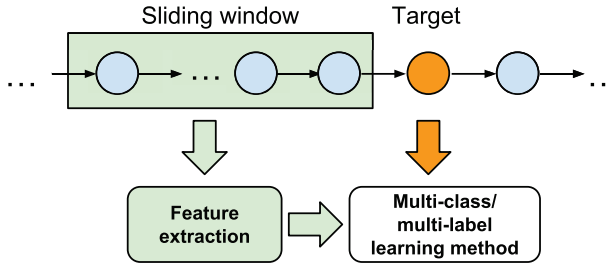 Sliding window
Target
...
...
..
Feature
extraction
Multi-class/
multi-label
learning method